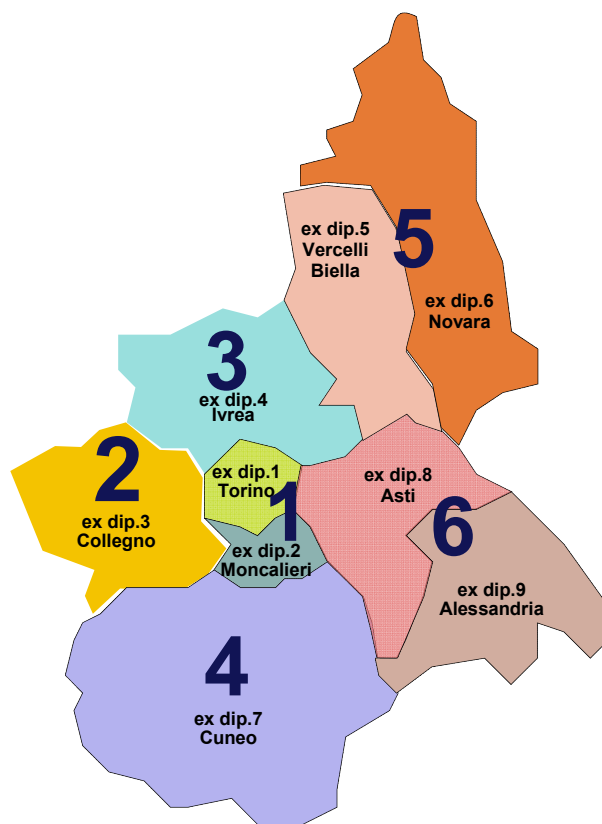 ex dip.5
Vercelli
Biella
5
ex dip.6
Novara
3
ex dip.4
Ivrea
2
ex dip.3
Collegno
ex dip.1
Torino
1
ex dip.2
Moncalieri
ex dip.8
Asti
6
ex dip.9
Alessandria
4
ex dip.7
Cuneo